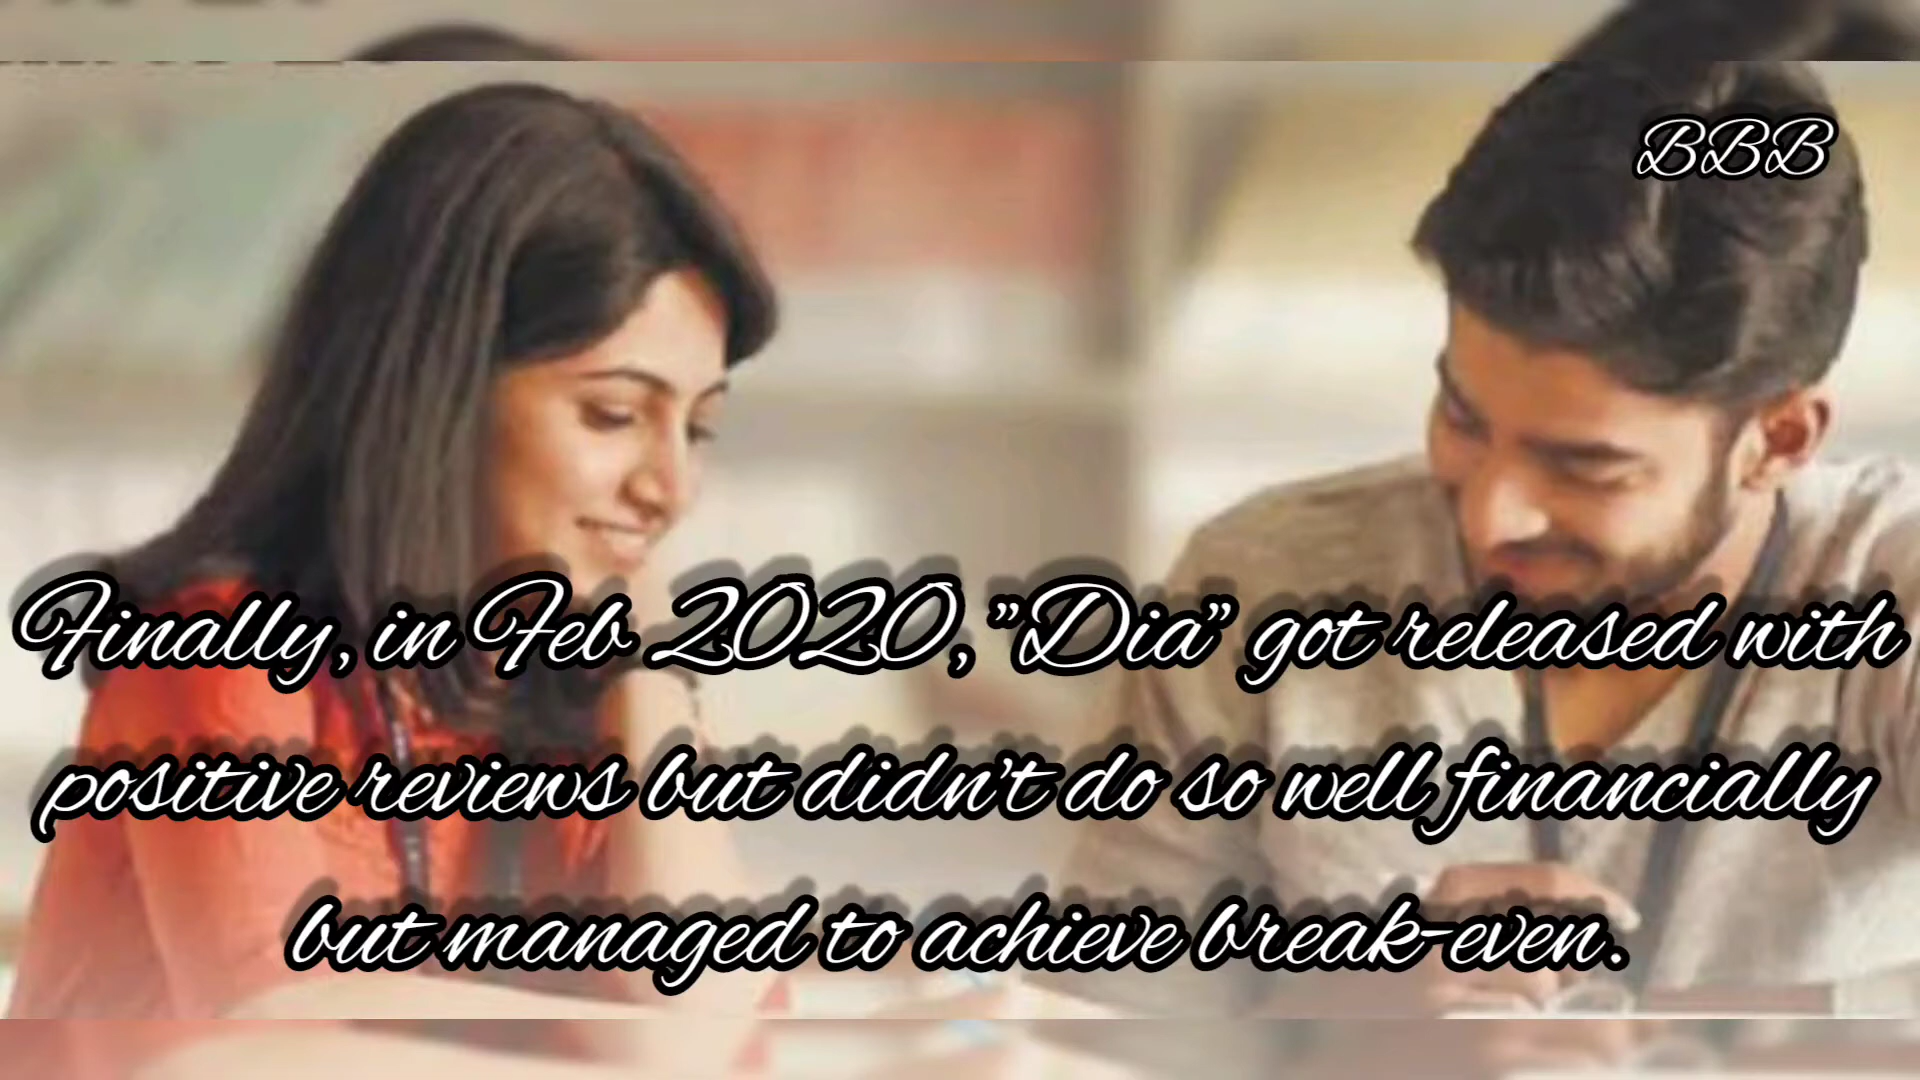 BBB
Finally, in Feb 2020, "Dia" got released with
positive reviews but didn't do so well financially
but managed to achieve break-even.